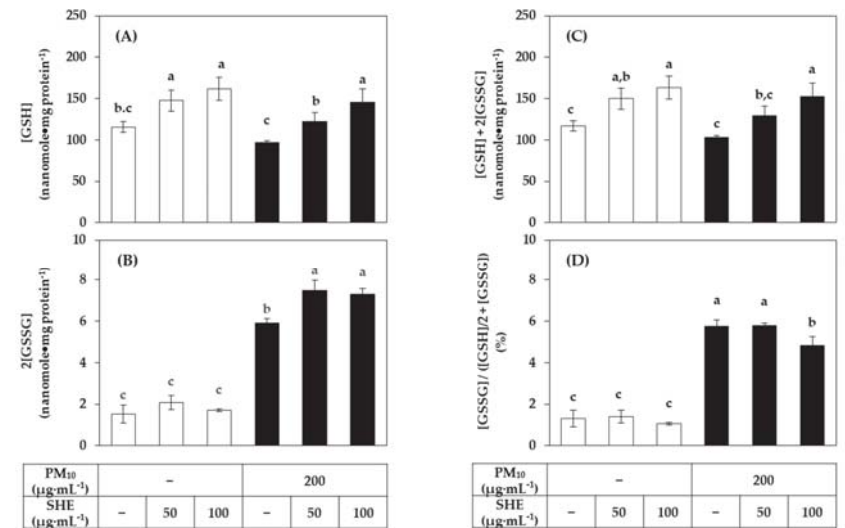 (A)
250
200
150
100
50
0
[GSH]
(nanomole•mg protein⁻¹)
b.c
a
a
c
b
a
(C)
250
200
150
100
50
0
[GSH] + 2[GSSG]
(nanomole•mg protein⁻¹)
c
a,b
a
c
b,c
a
(B)
10
8
6
4
2
0
2[GSSG]
(nanomole•mg protein⁻¹)
c
c
c
b
a
a
(D)
10
8
6
4
2
0
[GSSG] / ([GSH]/2 + [GSSG])
(%)
c
c
c
a
a
b
PM₁₀
(μg·mL⁻¹)
–
200
SHE
(μg·mL⁻¹)
–
50
100
–
50
100
PM₁₀
(μg·mL⁻¹)
–
200
SHE
(μg·mL⁻¹)
–
50
100
–
50
100